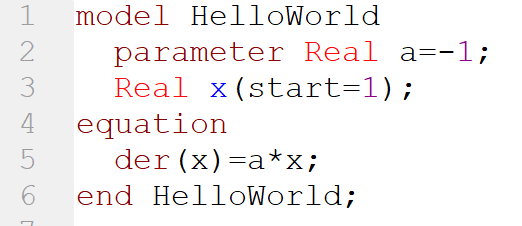 1 model HelloWorld
2   parameter Real a=-1;
3   Real x(start=1);
4 equation
5   der(x)=a*x;
6 end HelloWorld;